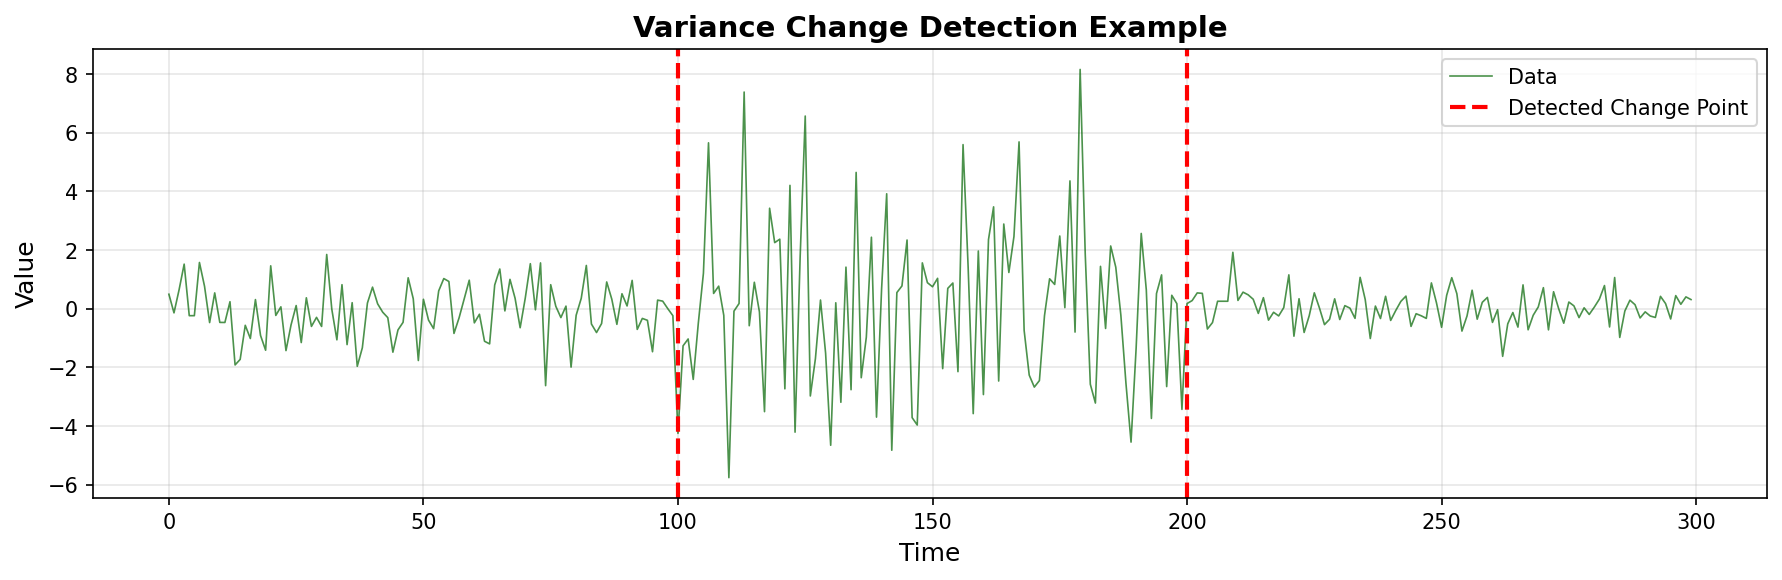 Variance Change Detection Example
Data
Detected Change Point
Value
8
6
4
2
0
−2
−4
−6
0 50 100 150 200 250 300
Time